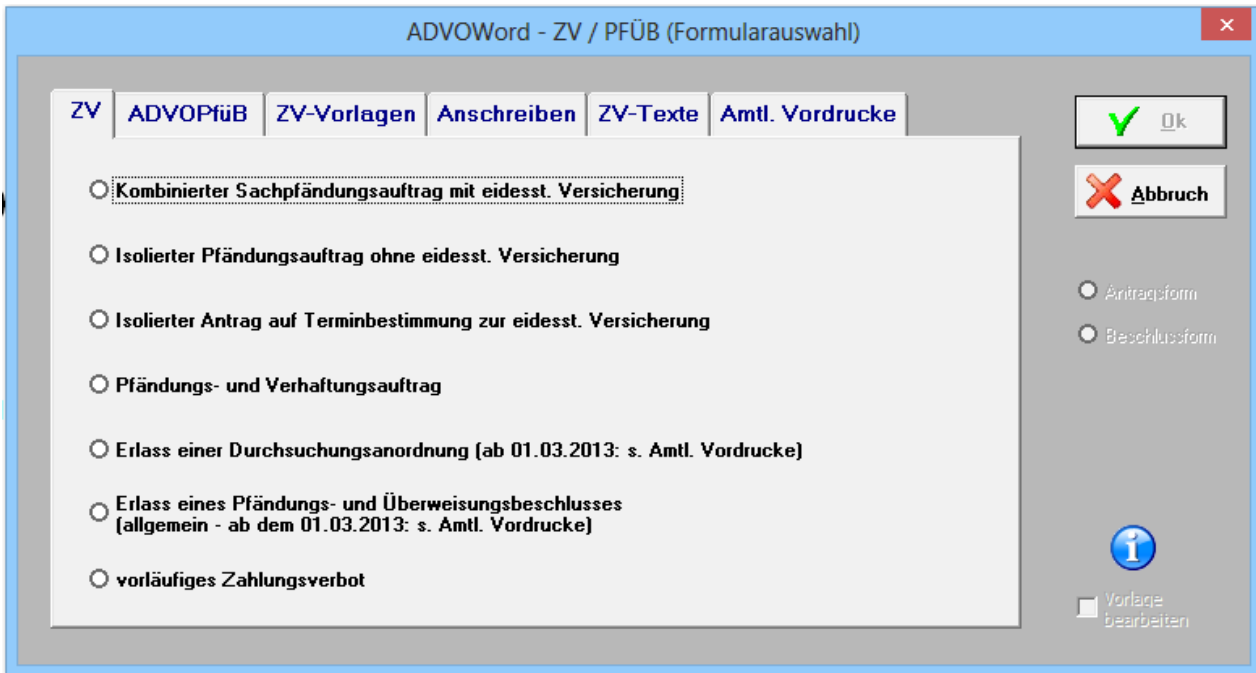 ADVOWord - ZV / PFÜB (Formularauswahl)
ZV
ADVOPfüB
ZV-Vorlagen
Anschreiben
ZV-Texte
Amtl. Vordrucke
Ok
Abbruch
Kombinierter Sachpfändungsauftrag mit eidesst. Versicherung
Isolierter Pfändungsauftrag ohne eidesst. Versicherung
Isolierter Antrag auf Terminbestimmung zur eidesst. Versicherung
Pfändungs- und Verhaftungsauftrag
Erlass einer Durchsuchungsanordnung (ab 01.03.2013: s. Amtl. Vordrucke)
Erlass eines Pfändungs- und Überweisungsbeschlusses
(allgemein - ab dem 01.03.2013: s. Amtl. Vordrucke)
vorläufiges Zahlungsverbot
Antragsform
Beschlussform
Vorlage
bearbeiten